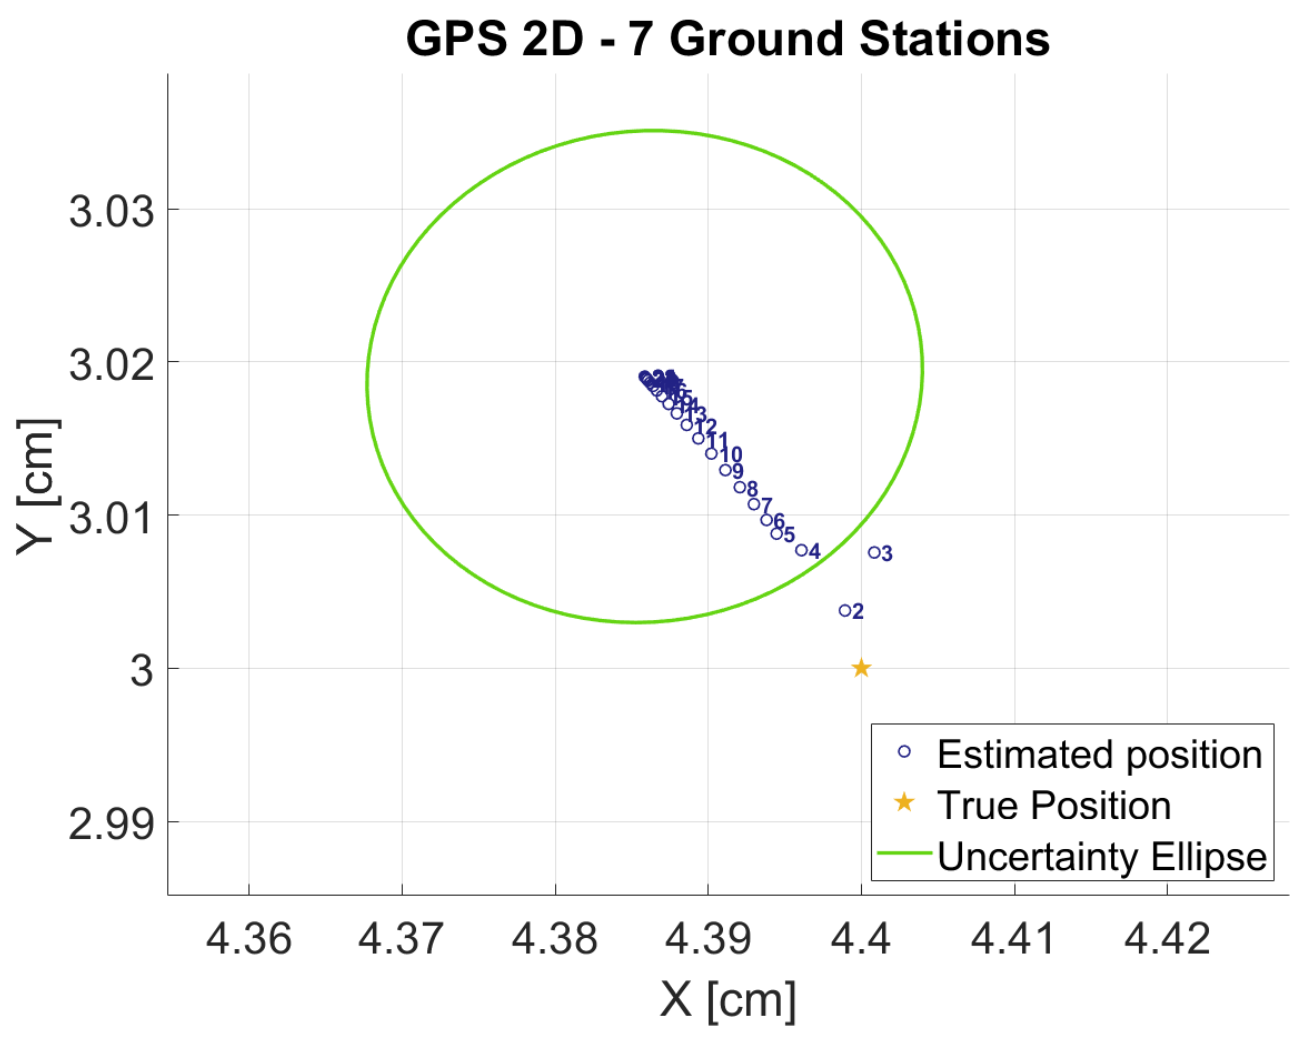 GPS 2D - 7 Ground Stations
3.03
3.02
3.01
3
2.99
Y [cm]
15
14
13
12
11
10
9
8
7
6
5
4
3
2
Estimated position
True Position
Uncertainty Ellipse
4.36 4.37 4.38 4.39 4.4 4.41 4.42
X [cm]